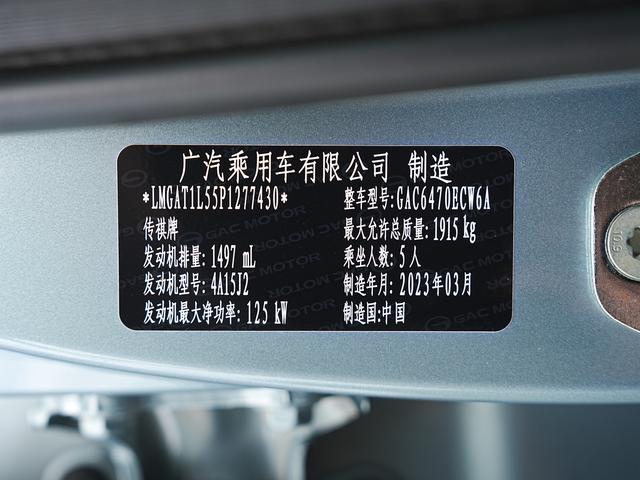 广汽乘用车有限公司 制造
*LMGAT1L55P1277430* 整车型号: GAC6470ECW6A
传祺牌 最大允许总质量: 1915 kg
发动机排量: 1497 mL 乘坐人数: 5 人
发动机型号: 4A15J2 制造年月: 2023年03月
发动机最大净功率: 125 kW 制造国: 中国
GAC MOTOR